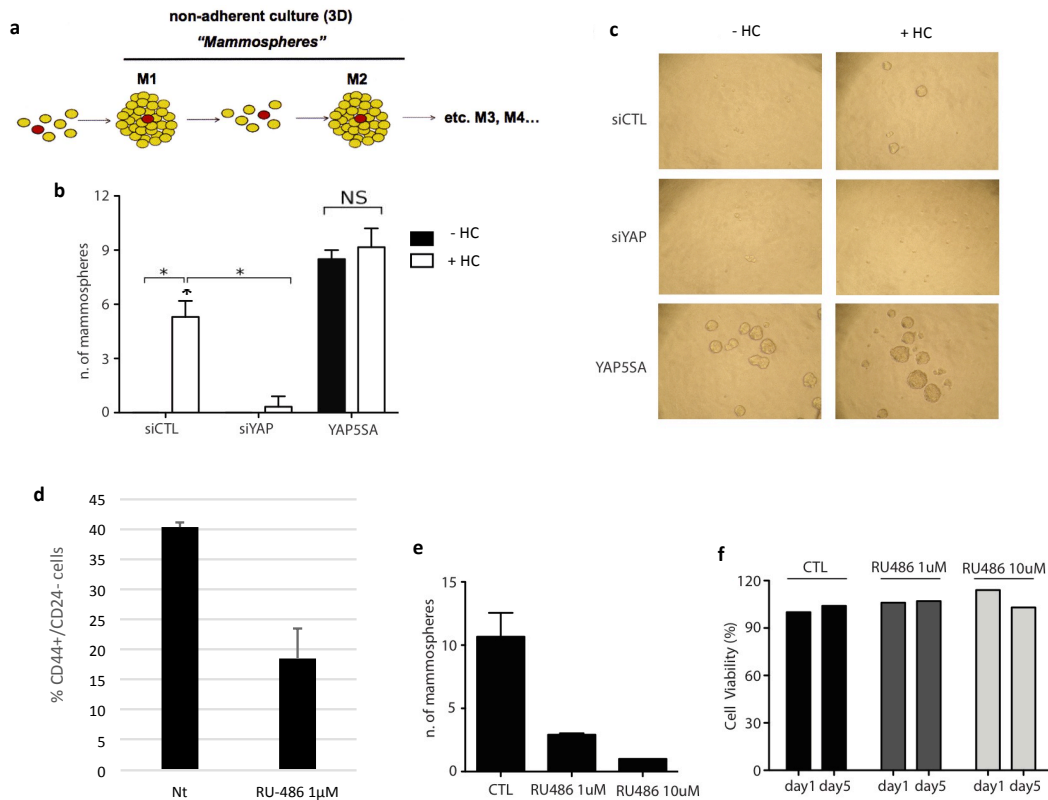 a
non-adherent culture (3D)
“Mammospheres”
M1
M2
etc. M3, M4...
b
n. of mammospheres
12
9
6
3
0
*
*
NS
siCTL
siYAP
YAP5SA
- HC
+ HC
c
- HC
+ HC
siCTL
siYAP
YAP5SA
d
% CD44+/CD24- cells
45
40
35
30
25
20
15
10
5
0
Nt
RU-486 1µM
e
n. of mammospheres
15
10
5
0
CTL
RU486 1uM
RU486 10uM
f
CTL
RU486 1uM
RU486 10uM
Cell Viability (%)
120
90
60
30
0
day1 day5
day1 day5
day1 day5